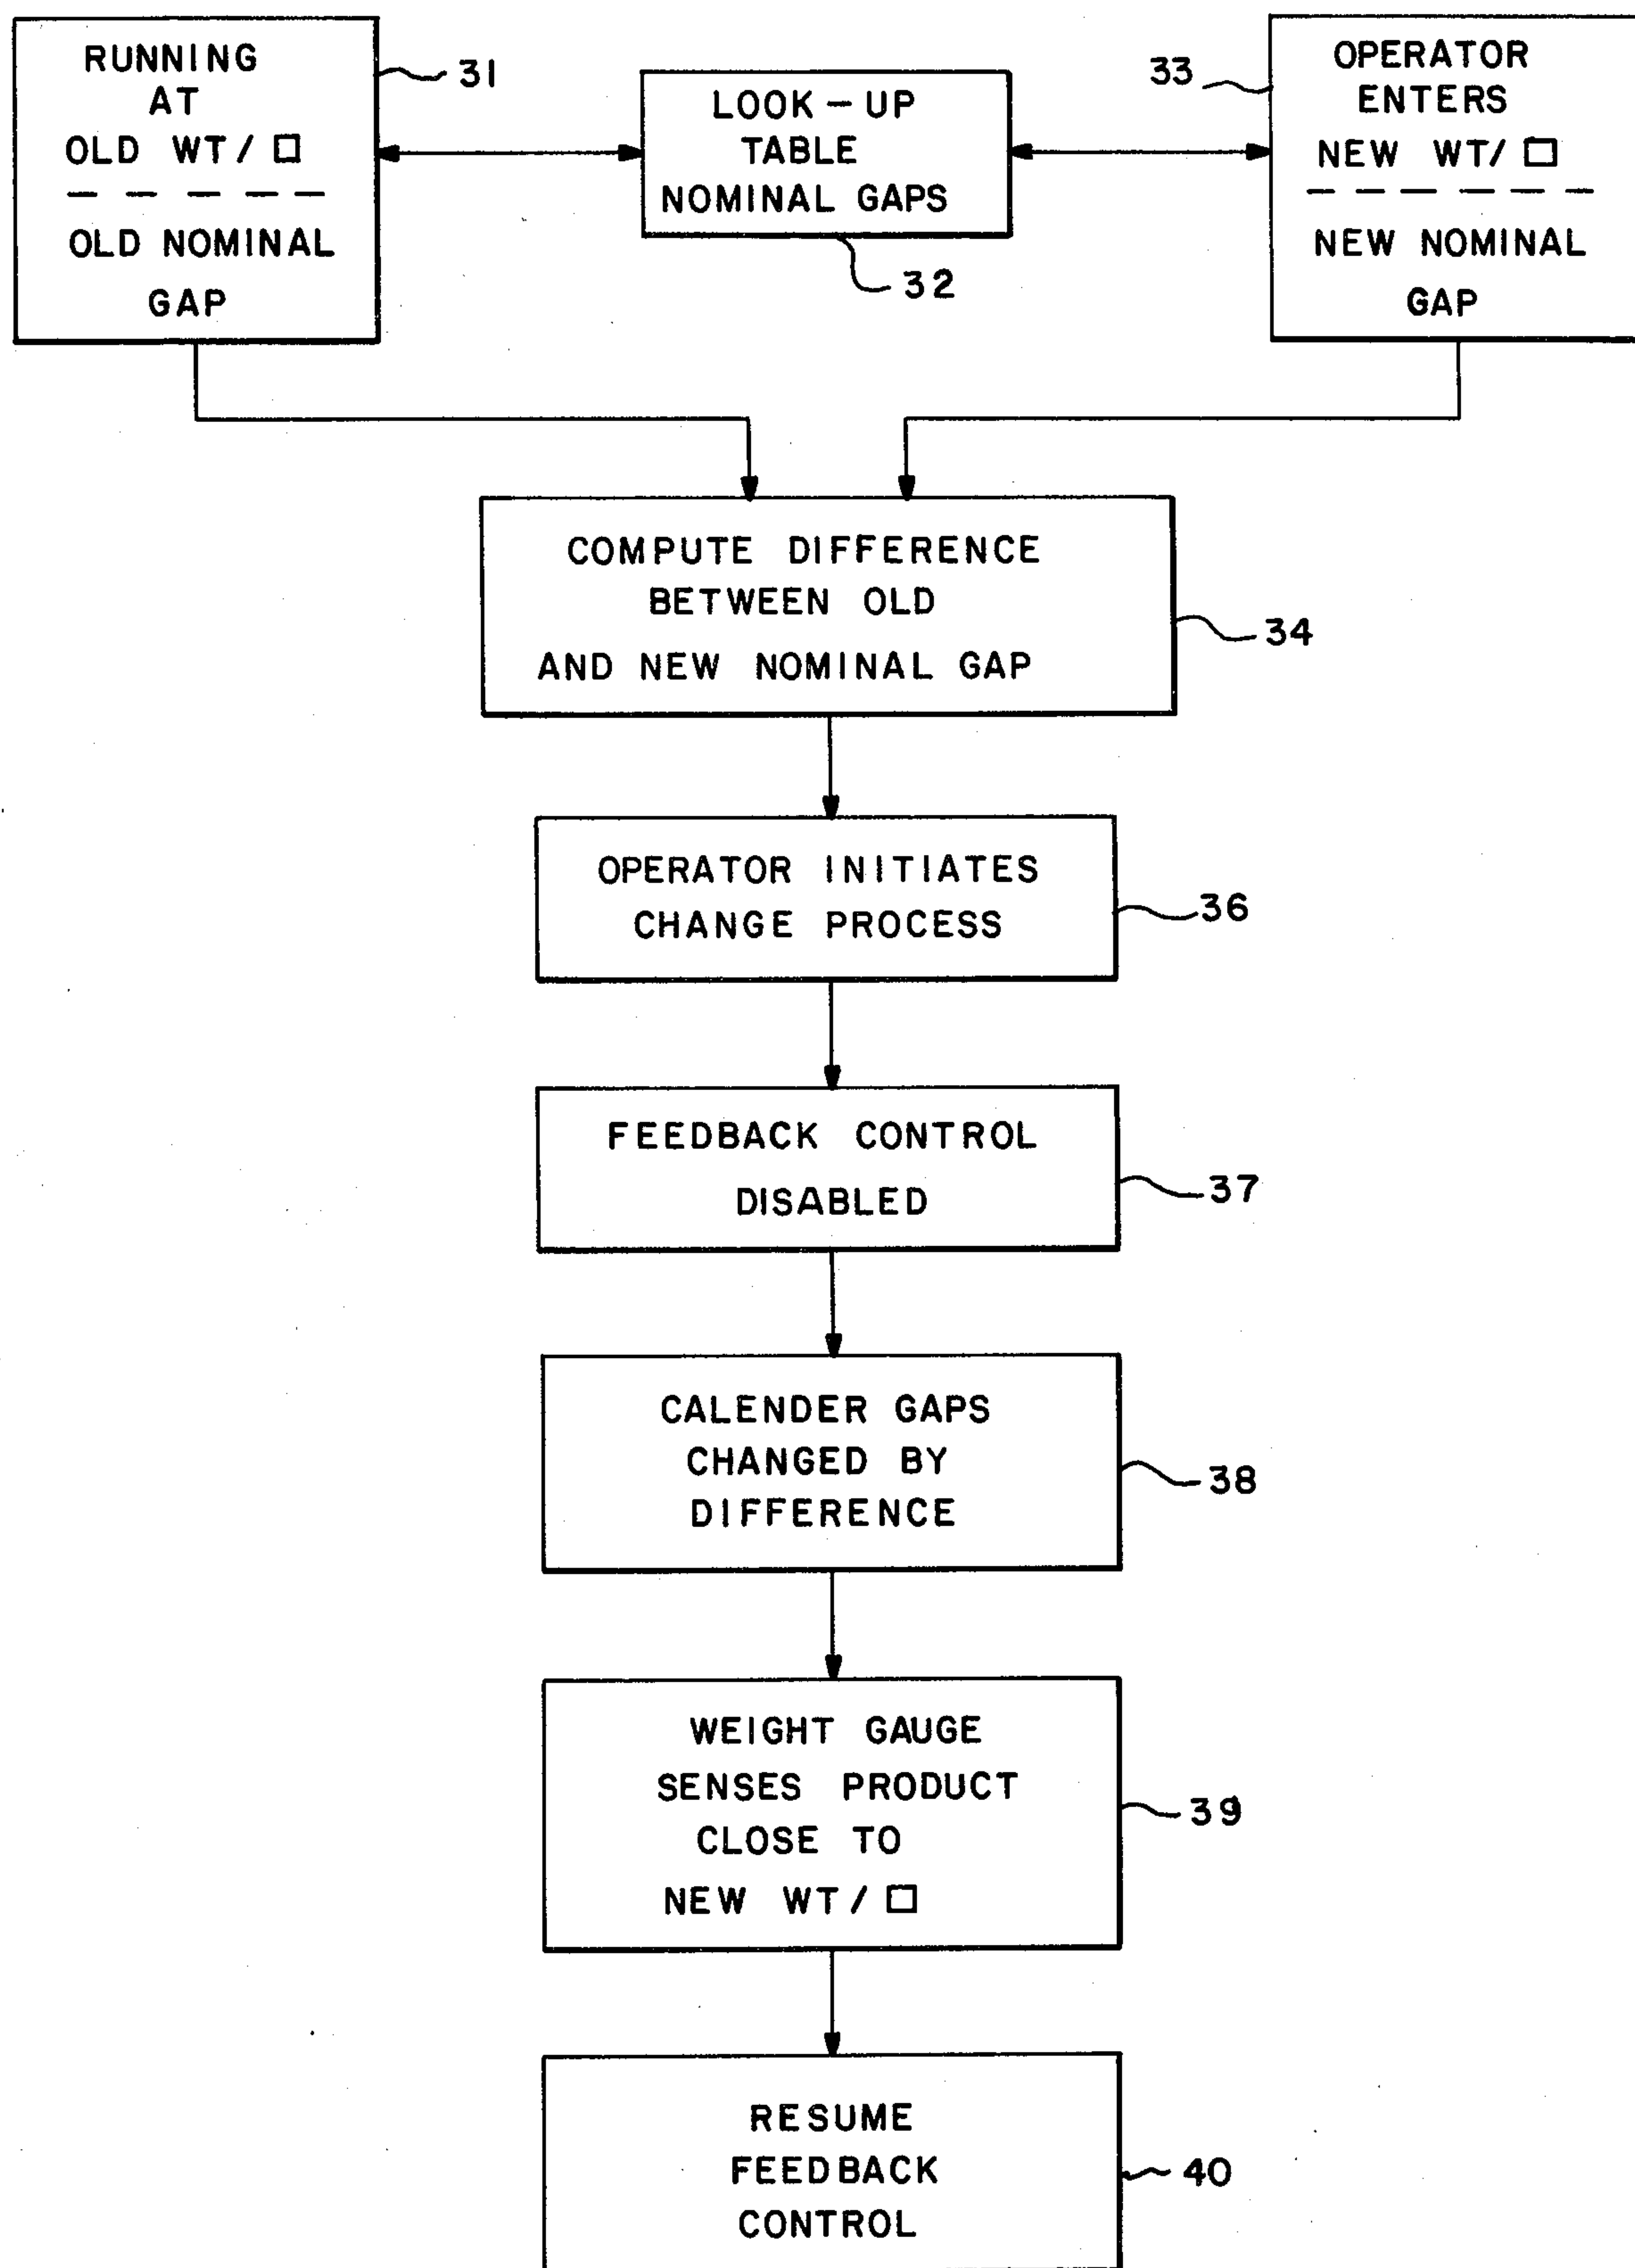 RUNNING
AT
OLD WT/□
OLD NOMINAL
GAP
31
LOOK-UP
TABLE
NOMINAL GAPS
32
33
OPERATOR
ENTERS
NEW WT/□
NEW NOMINAL
GAP
COMPUTE DIFFERENCE
BETWEEN OLD
AND NEW NOMINAL GAP
34
OPERATOR INITIATES
CHANGE PROCESS
36
FEEDBACK CONTROL
DISABLED
37
CALENDER GAPS
CHANGED BY
DIFFERENCE
38
WEIGHT GAUGE
SENSES PRODUCT
CLOSE TO
NEW WT/□
39
RESUME
FEEDBACK
CONTROL
40